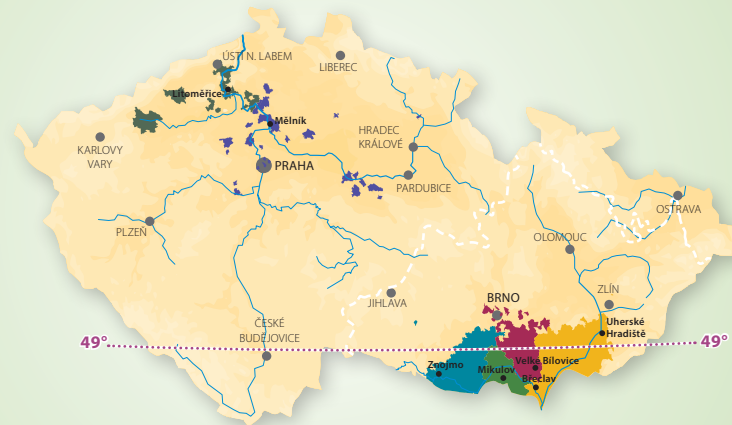 ÚSTÍ N. LABEM
LIBEREC
Litoměřice
Mělník
KARLOVY
VARY
HRADEC
KRÁLOVÉ
PRAHA
PARDUBICE
PLZEŇ
OSTRAVA
OLOMOUC
JIHLAVA
BRNO
ZLÍN
ČESKÉ
BUDĚJOVICE
Uherské
Hradiště
49°
49°
Znojmo
Mikulov
Velké Bílovice
Břeclav